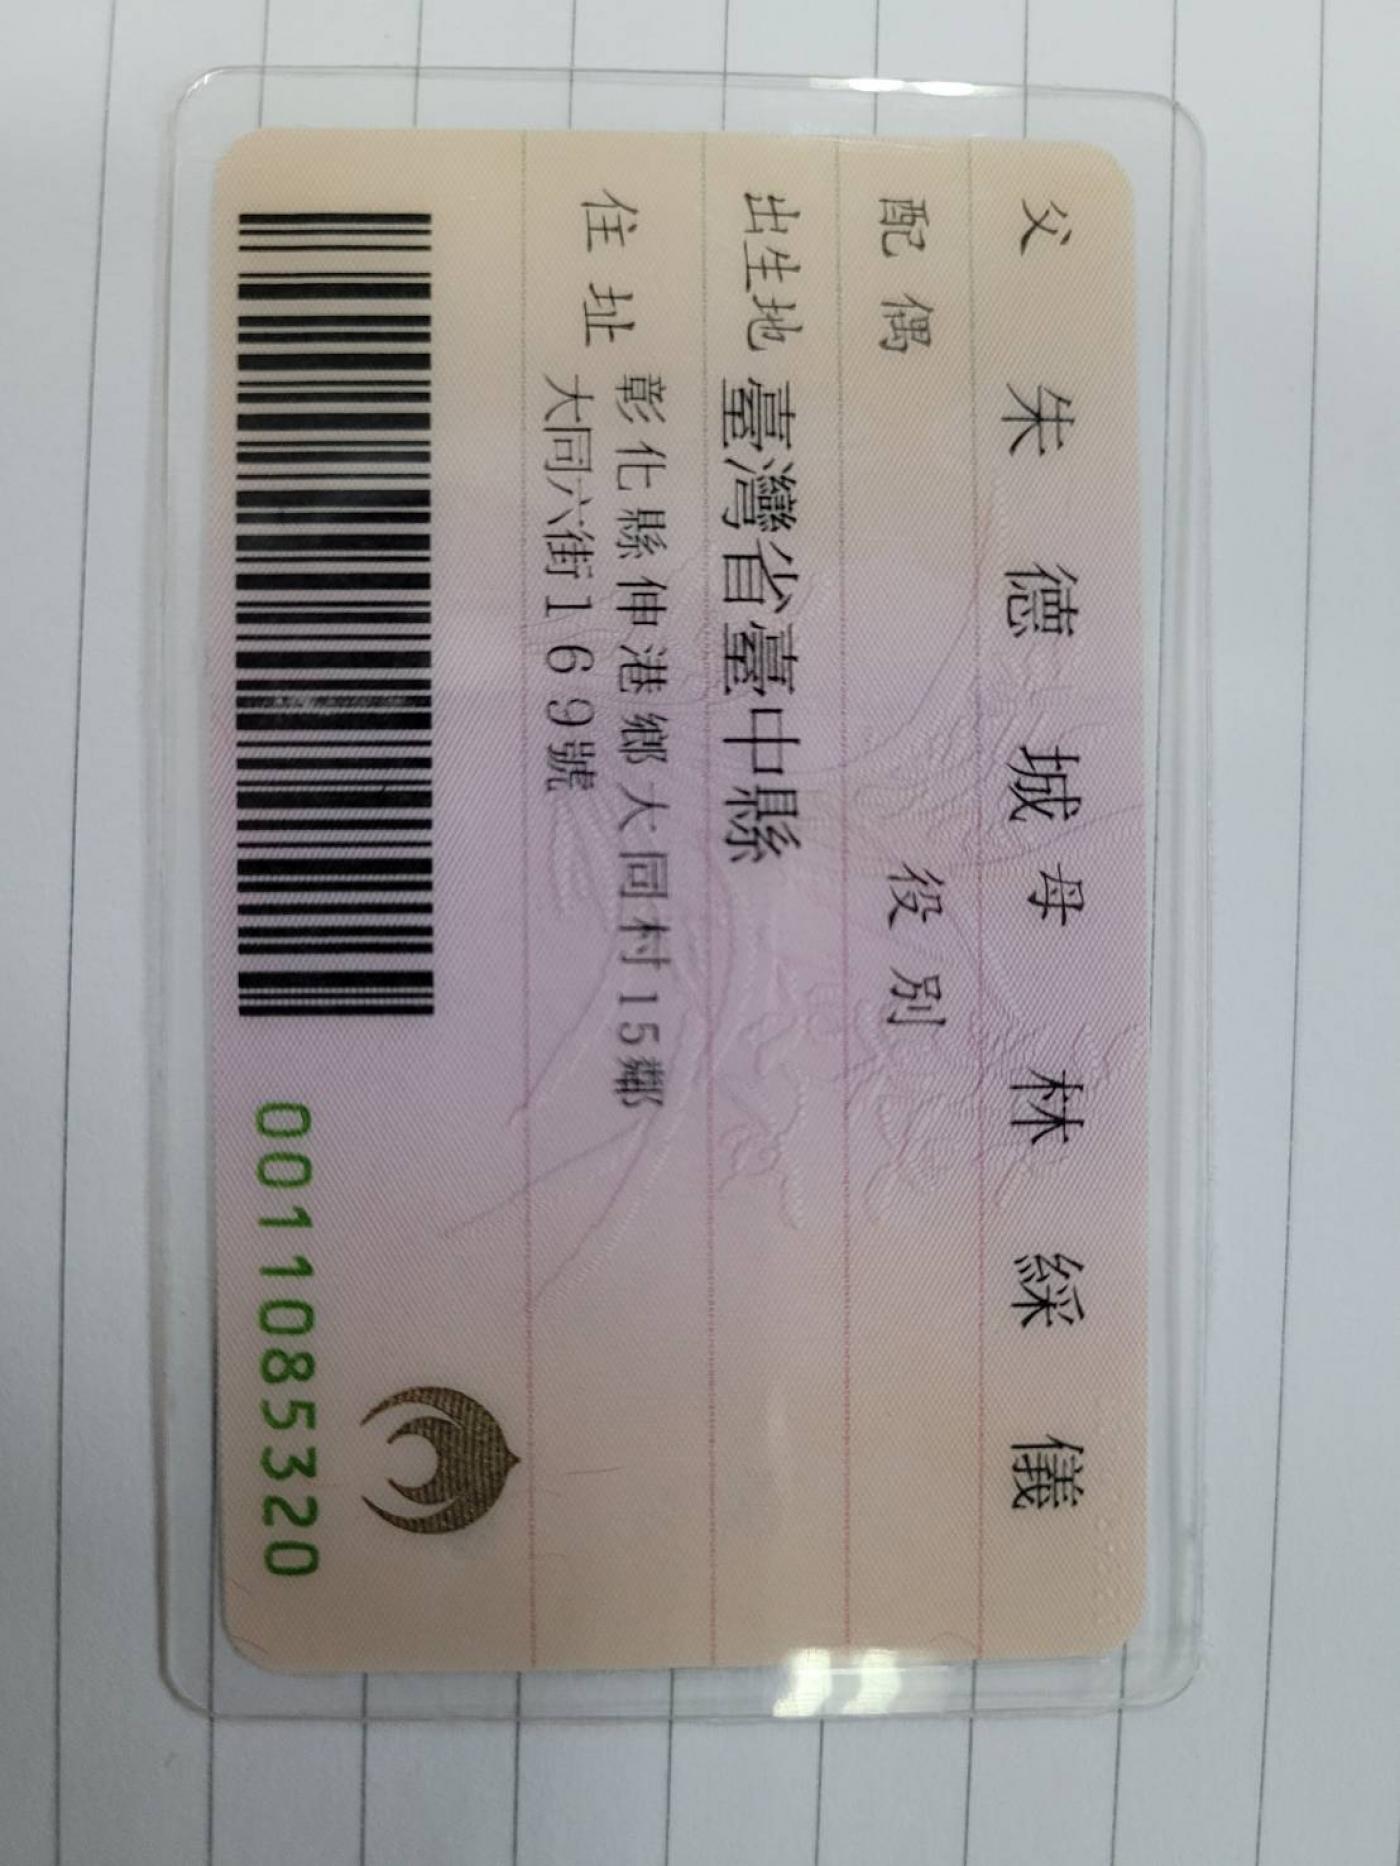 父 朱德城 母 林綵儀
配偶 役別
出生地 臺灣省臺中縣
住址 彰化縣伸港鄉大同村15鄰
大同六街169號
0011085320